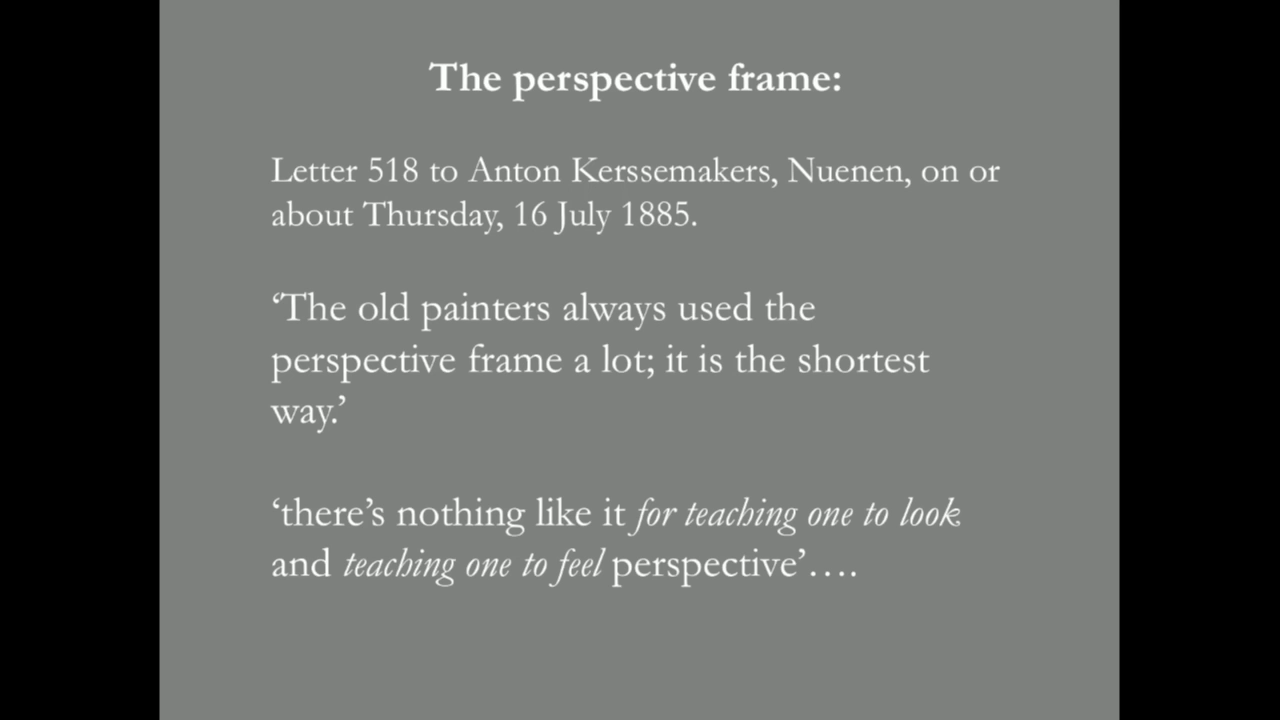 The perspective frame:
Letter 518 to Anton Kerssemakers, Nuenen, on or
about Thursday, 16 July 1885.
‘The old painters always used the
perspective frame a lot; it is the shortest
way.’
‘there’s nothing like it for teaching one to look
and teaching one to feel perspective’….